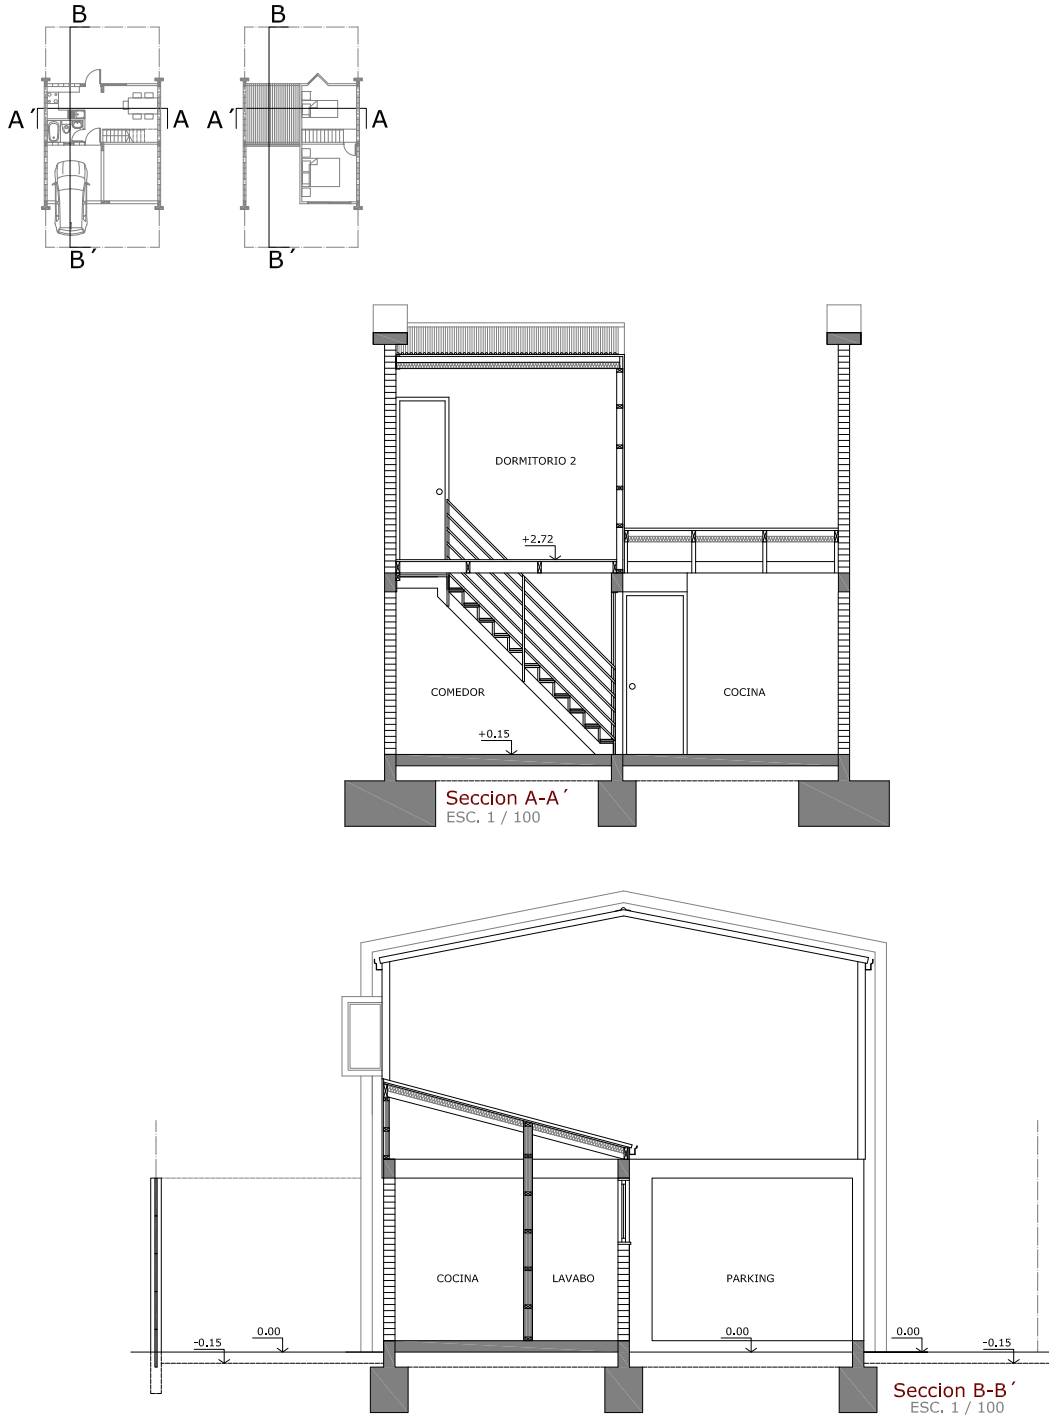 B
B
A´
A
A´
A
B´
B´
DORMITORIO 2
+2.72
COMEDOR
COCINA
+0.15
Seccion A-A´
ESC. 1 / 100
COCINA
LAVABO
PARKING
-0.15
0.00
0.00
0.00
-0.15
Seccion B-B´
ESC. 1 / 100